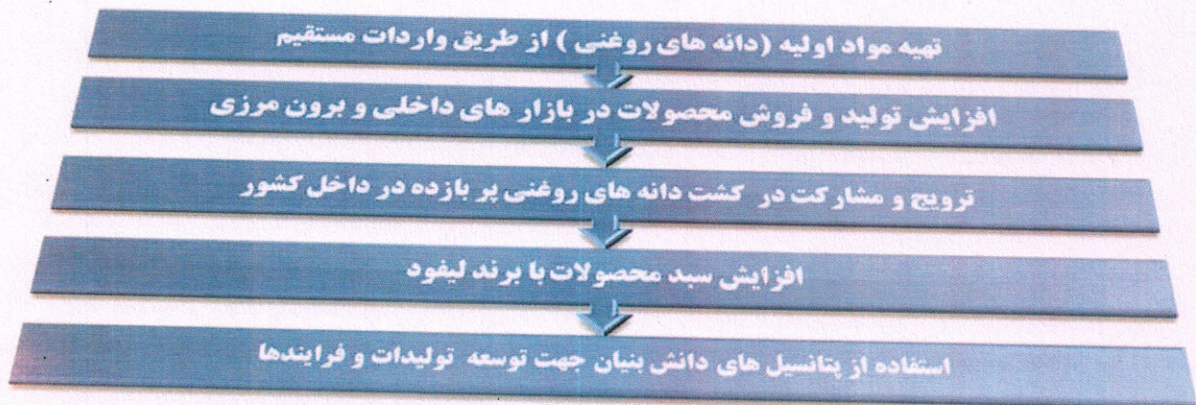 تهیه مواد اولیه (دانه های روغنی ) از طریق واردات مستقیم
افزایش تولید و فروش محصولات در بازار های داخلی و برون مرزی
ترویج و مشارکت در کشت دانه های روغنی پر بازده در داخل کشور
افزایش سبد محصولات با برند لیفود
استفاده از پتانسیل های دانش بنیان جهت توسعه تولیدات و فرایندها